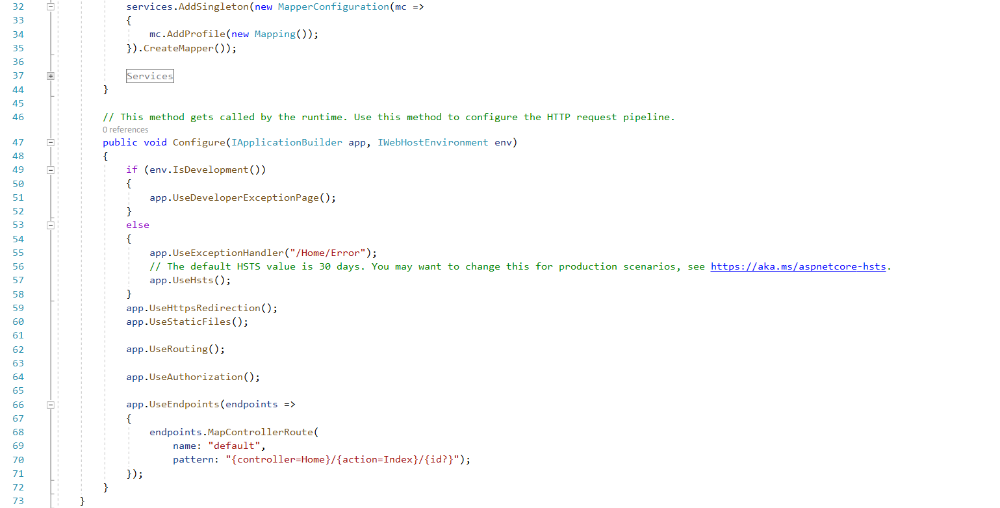 32 services.AddSingleton(new MapperConfiguration(mc =>
33 {
34 mc.AddProfile(new Mapping());
35 }).CreateMapper());
36
37 Services
44 }
45
46 // This method gets called by the runtime. Use this method to configure the HTTP request pipeline.
0 references
47 public void Configure(IApplicationBuilder app, IWebHostEnvironment env)
48 {
49 if (env.IsDevelopment())
50 {
51 app.UseDeveloperExceptionPage();
52 }
53 else
54 {
55 app.UseExceptionHandler("/Home/Error");
56 // The default HSTS value is 30 days. You may want to change this for production scenarios, see https://aka.ms/aspnetcore-hsts.
57 app.UseHsts();
58 }
59 app.UseHttpsRedirection();
60 app.UseStaticFiles();
61
62 app.UseRouting();
63
64 app.UseAuthorization();
65
66 app.UseEndpoints(endpoints =>
67 {
68 endpoints.MapControllerRoute(
69 name: "default",
70 pattern: "{controller=Home}/{action=Index}/{id?}");
71 });
72 }
73 }